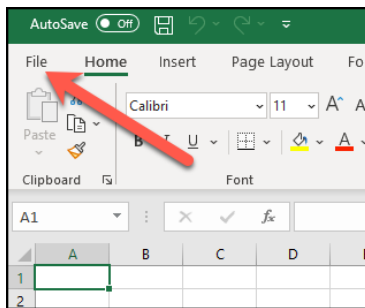 AutoSave Off
File Home Insert Page Layout Fo
Calibri 11 A A
Paste B I U A
Clipboard Font
A1 fx
A B C D
1
2